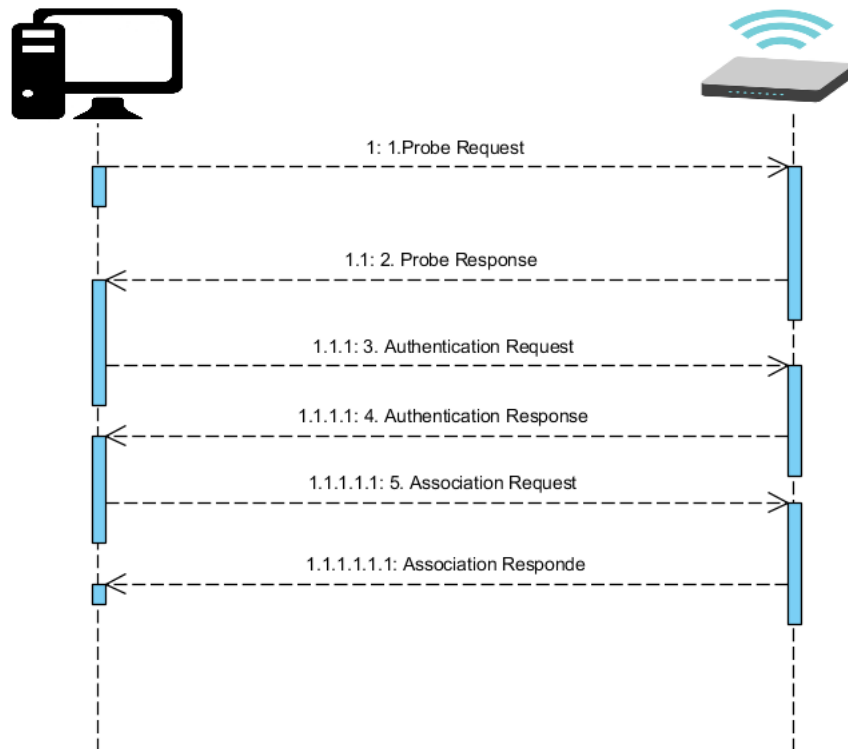 1: 1.Probe Request
1.1: 2. Probe Response
1.1.1: 3. Authentication Request
1.1.1.1: 4. Authentication Response
1.1.1.1.1: 5. Association Request
1.1.1.1.1.1: Association Responde